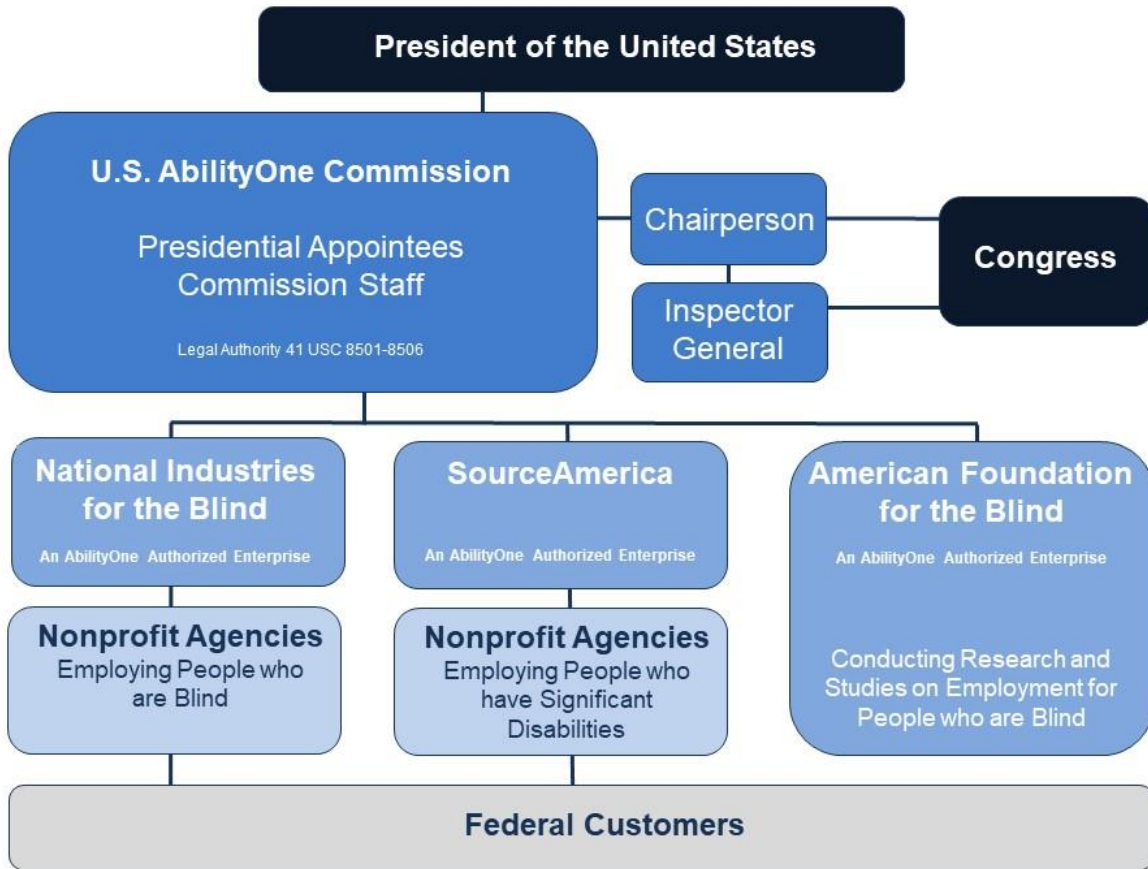 President of the United States
U.S. AbilityOne Commission
Presidential Appointees
Commission Staff
Legal Authority 41 USC 8501-8506
Chairperson
Inspector
General
Congress
National Industries
for the Blind
An AbilityOne Authorized Enterprise
SourceAmerica
An AbilityOne Authorized Enterprise
American Foundation
for the Blind
An AbilityOne Authorized Enterprise
Conducting Research and
Studies on Employment for
People who are Blind
Nonprofit Agencies
Employing People who
are Blind
Nonprofit Agencies
Employing People who
have Significant
Disabilities
Federal Customers